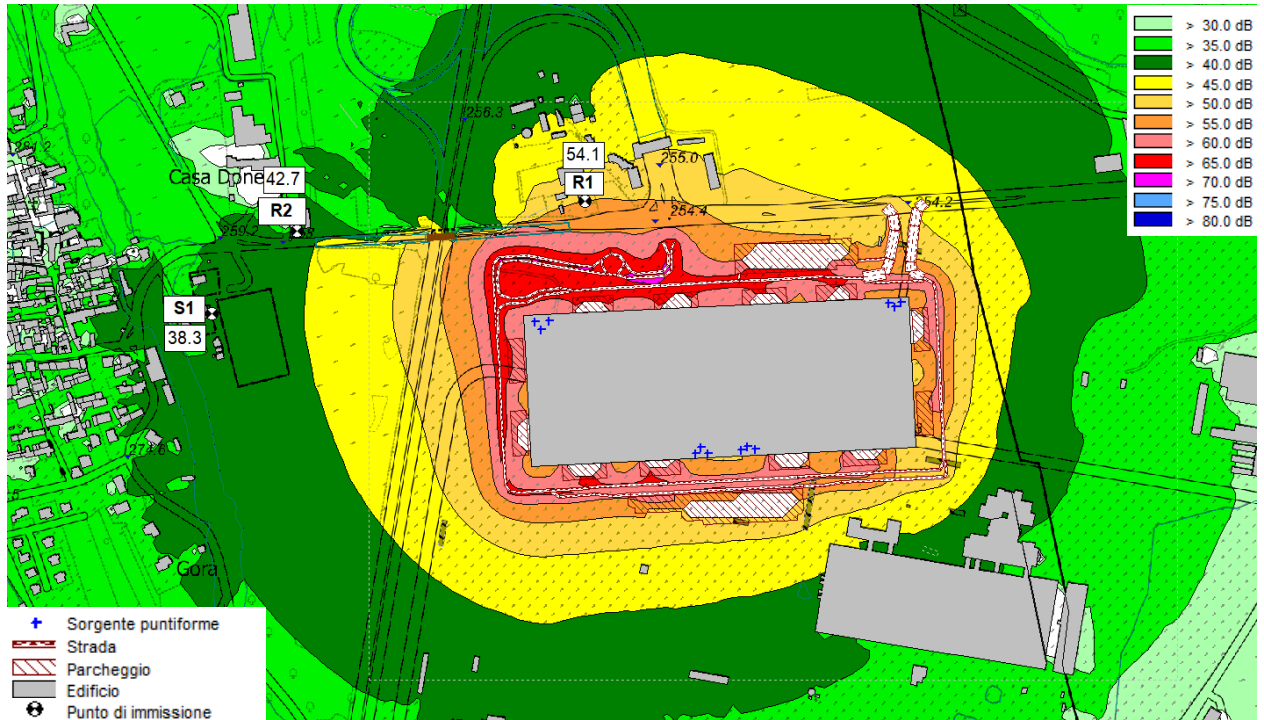 > 30.0 dB
> 35.0 dB
> 40.0 dB
> 45.0 dB
> 50.0 dB
> 55.0 dB
> 60.0 dB
> 65.0 dB
> 70.0 dB
> 75.0 dB
> 80.0 dB
256.3
54.1
255.0
R1
Casa Done
42.7
R2
254.4
54.2
259.2
S1
38.3
274.6
Gora
Sorgente puntiforme
Strada
Parcheggio
Edificio
Punto di immissione